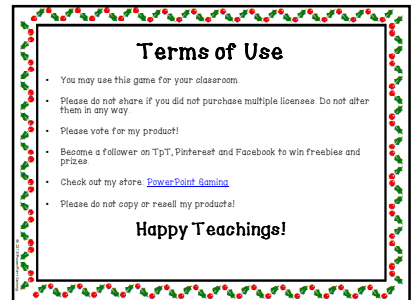 Terms of Use
• You may use this game for your classroom.
• Please do not share if you did not purchase multiple licenses. Do not alter
them in any way.
• Please vote for my product!
• Become a follower on TpT, Pinterest and Facebook to win freebies and
prizes.
• Check out my store: PowerPoint Gaming
• Please do not copy or resell my products!
Happy Teachings!